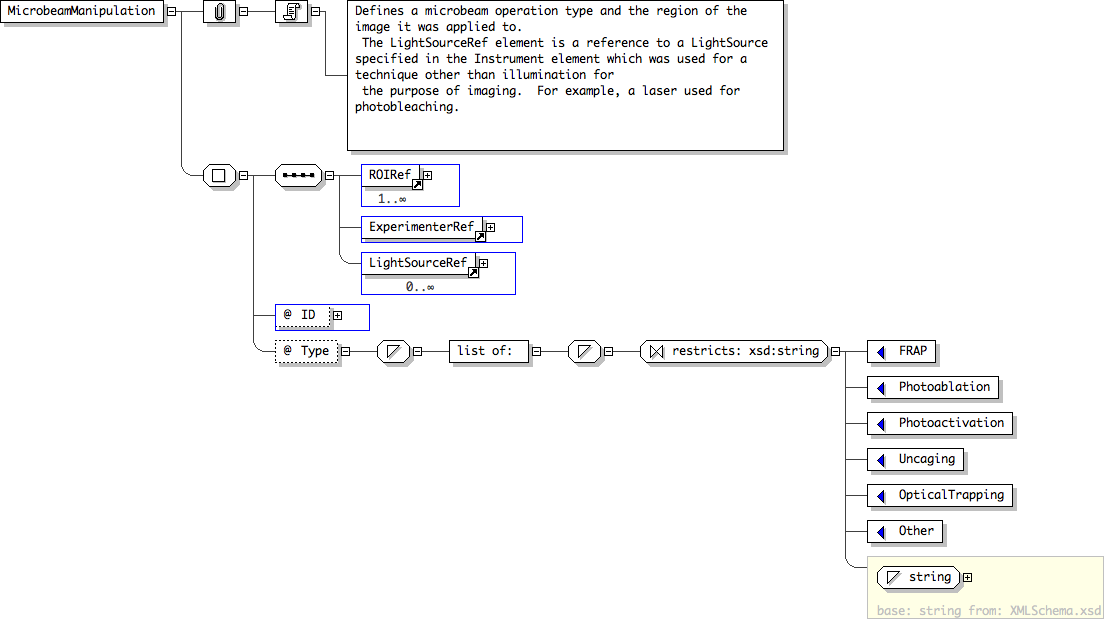 MicrobeamManipulation
Defines a microbeam operation type and the region of the
image it was applied to.
The LightSourceRef element is a reference to a LightSource
specified in the Instrument element which was used for a
technique other than illumination for
the purpose of imaging.  For example, a laser used for
photobleaching.
ROIRef
1..∞
ExperimenterRef
LightSourceRef
0..∞
@ ID
@ Type
list of:
restricts: xsd:string
FRAP
Photoablation
Photoactivation
Uncaging
OpticalTrapping
Other
string
base: string from: XMLSchema.xsd